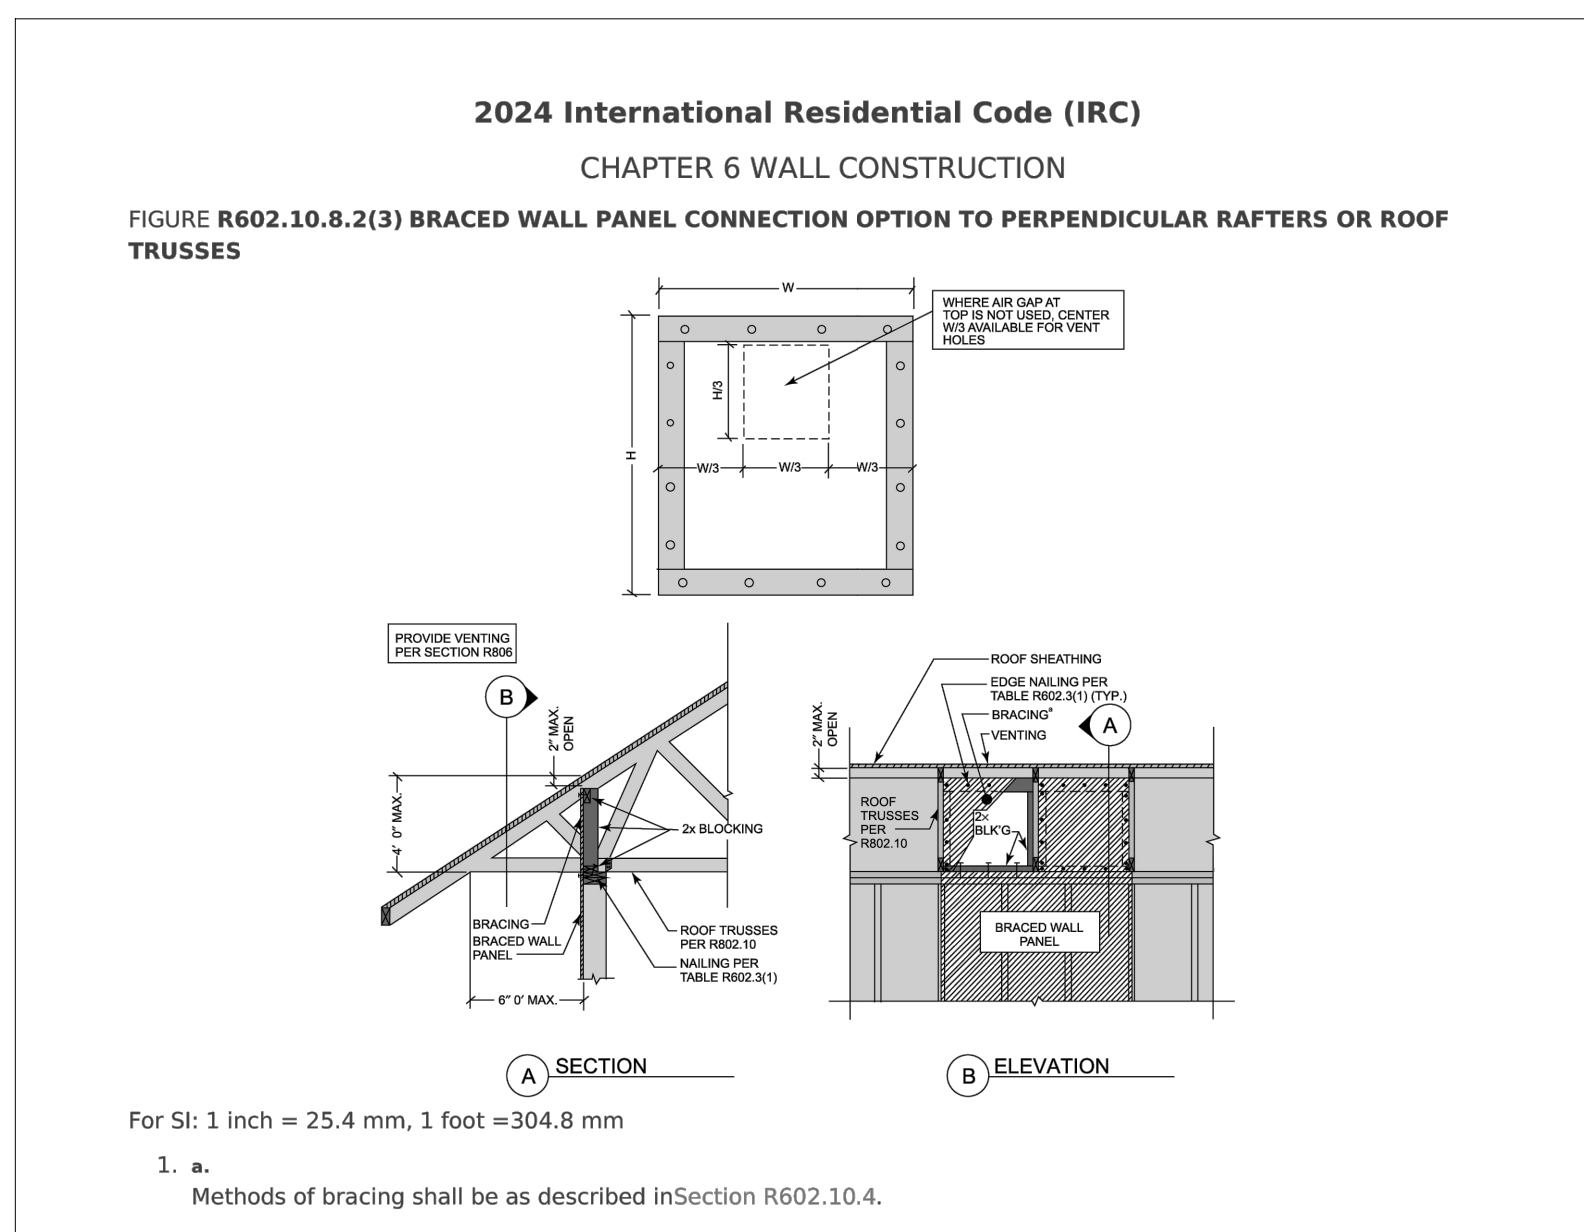 2024 International Residential Code (IRC)
CHAPTER 6 WALL CONSTRUCTION
FIGURE R602.10.8.2(3) BRACED WALL PANEL CONNECTION OPTION TO PERPENDICULAR RAFTERS OR ROOF
TRUSSES
W
WHERE AIR GAP AT
TOP IS NOT USED, CENTER
W/3 AVAILABLE FOR VENT
HOLES
H/3
H
W/3
W/3
W/3
PROVIDE VENTING
PER SECTION R806
B
2″ MAX.
OPEN
4′ 0″ MAX.
2x BLOCKING
BRACING
BRACED WALL
PANEL
ROOF TRUSSES
PER R802.10
NAILING PER
TABLE R602.3(1)
6″ 0′ MAX.
A SECTION
ROOF SHEATHING
EDGE NAILING PER
TABLE R602.3(1) (TYP.)
BRACINGª
VENTING
A
2″ MAX.
OPEN
ROOF
TRUSSES
PER
R802.10
2×
BLK'G
BRACED WALL
PANEL
B ELEVATION
For SI: 1 inch = 25.4 mm, 1 foot =304.8 mm
1. a.
Methods of bracing shall be as described inSection R602.10.4.